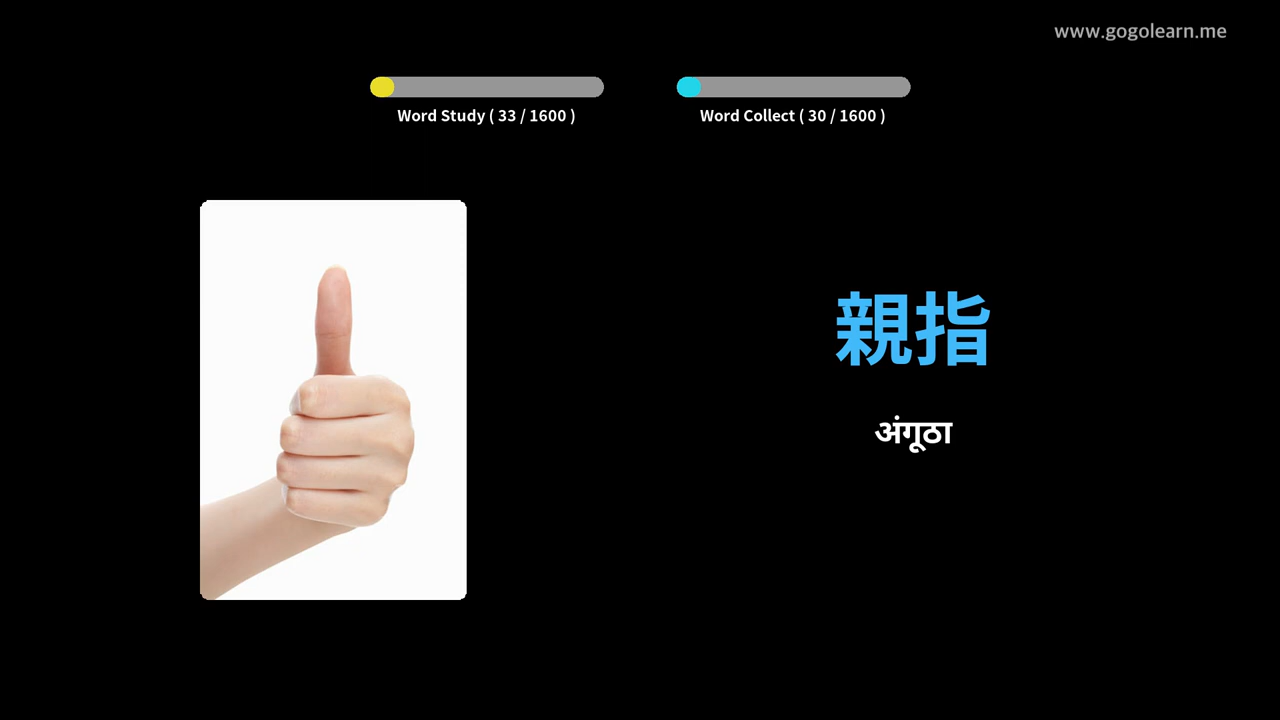 www.gogolearn.me
Word Study ( 33 / 1600 )
Word Collect ( 30 / 1600 )
親指
अंगूठा